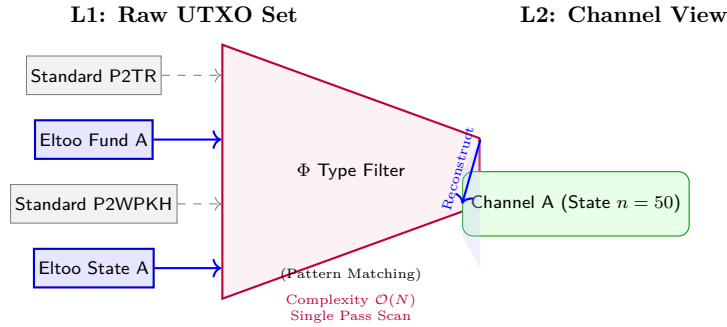 L1: Raw UTXO Set
L2: Channel View
Standard P2TR
Eltoo Fund A
Standard P2WPKH
Eltoo State A
Φ Type Filter
Reconstruct
Channel A (State n = 50)
(Pattern Matching)
Complexity O(N)
Single Pass Scan